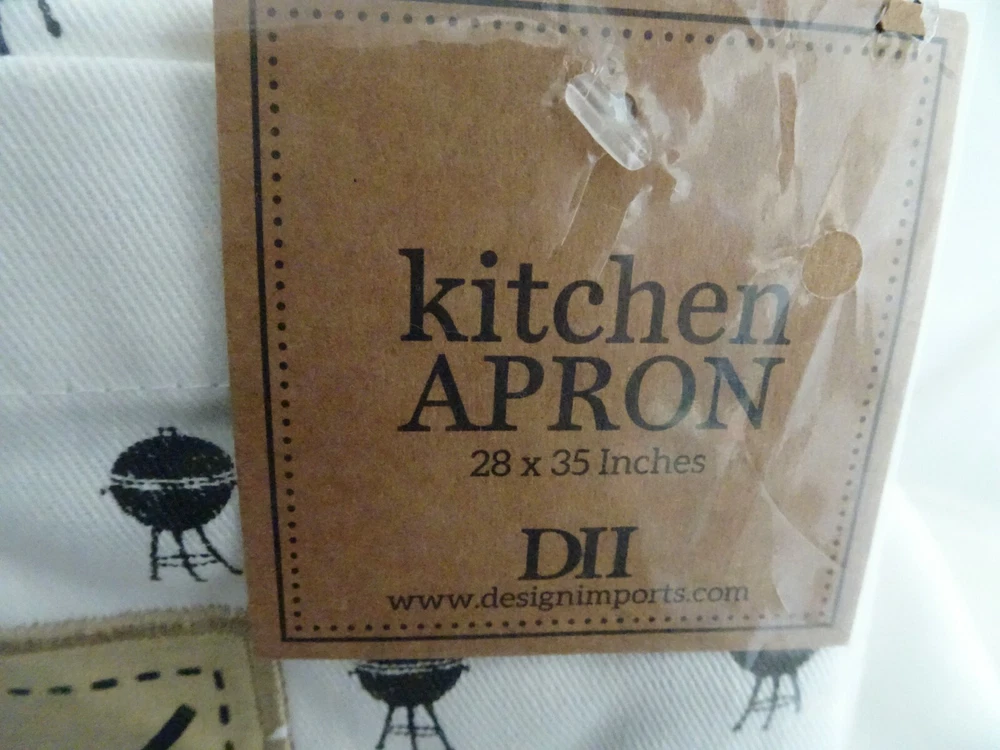 kitchen
APRON
28 x 35 Inches
DII
www.designimports.com